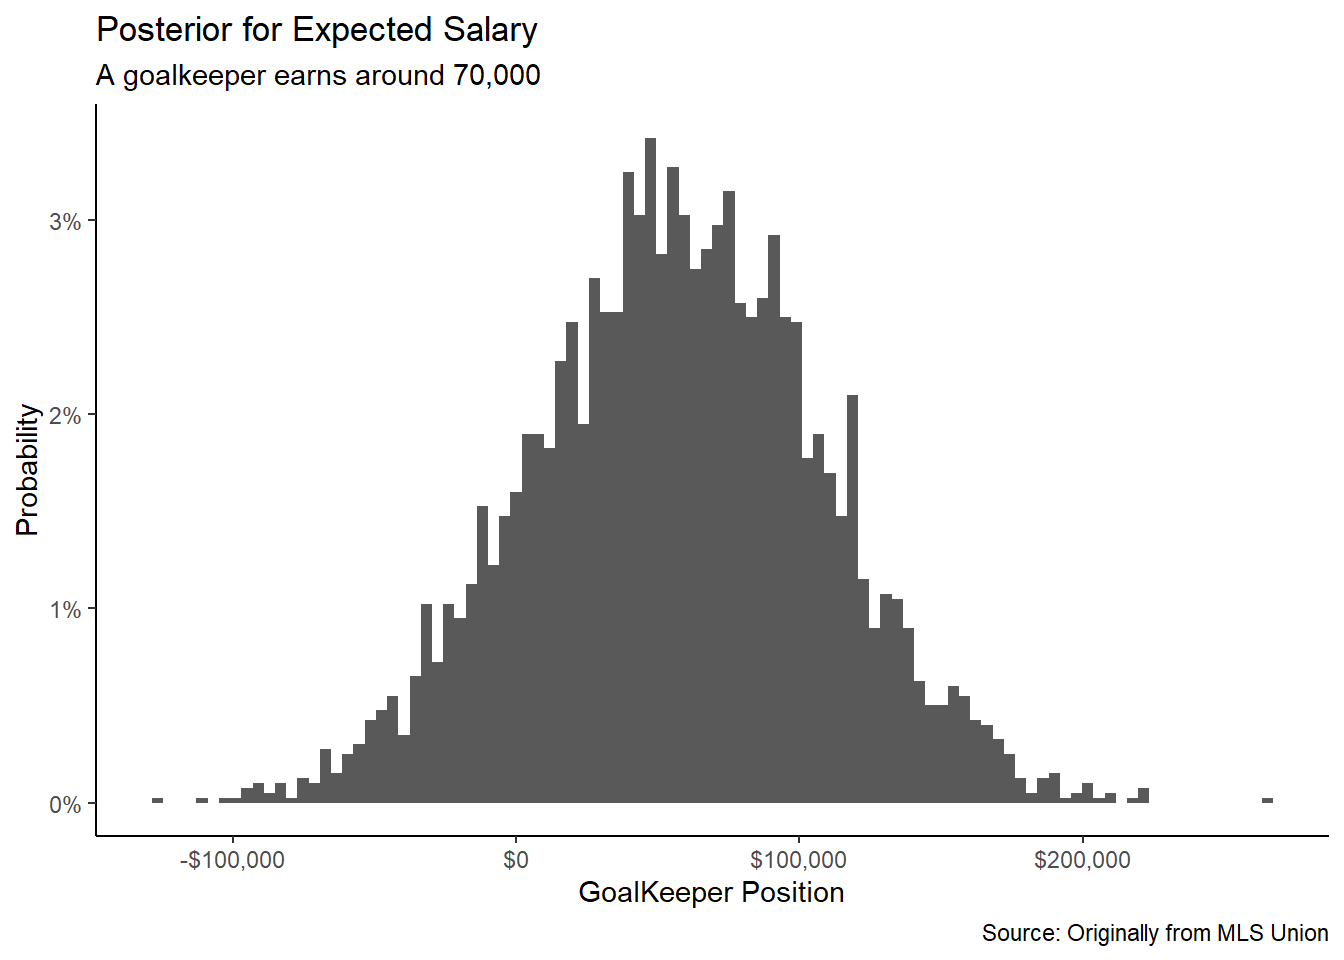 Posterior for Expected Salary
A goalkeeper earns around 70,000
Probability
3%
2%
1%
0%
-$100,000
$0
$100,000
$200,000
GoalKeeper Position
Source: Originally from MLS Union